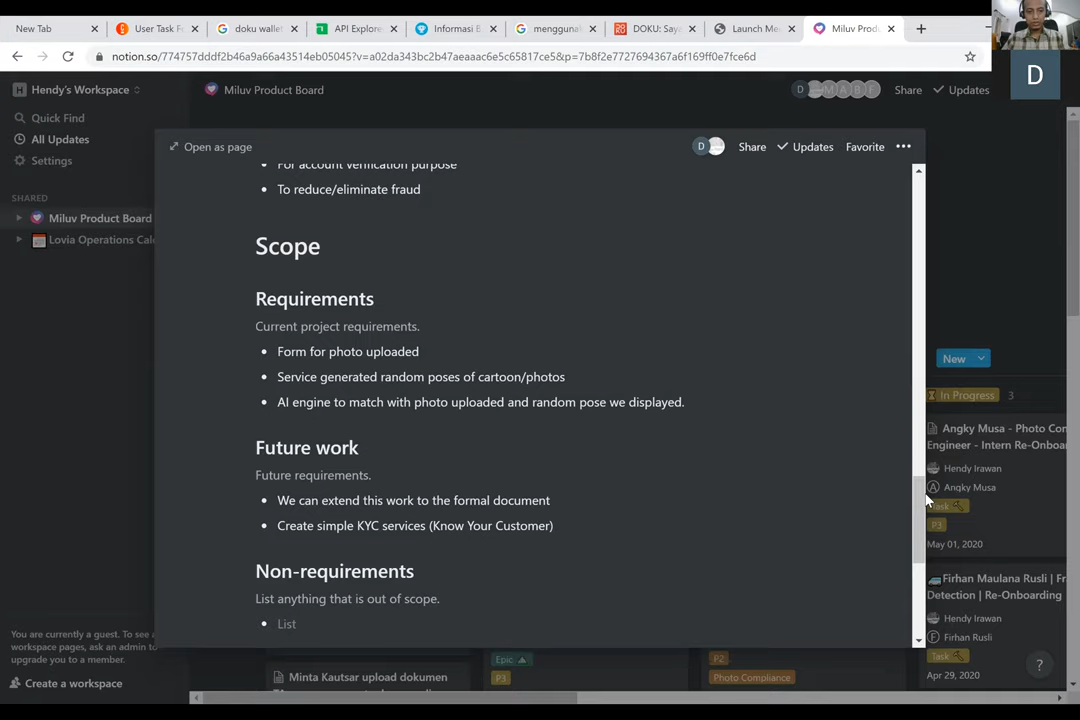 New Tab
User Task F
doku wallet
API Explore
Informasi B
menggunak
DOKU: Say
Launch Me
Miluv Produ
notion.so/774757dddf2b46a9a66a43514eb05045?v=a02da343bc2b47aeaaac6e5c65817ce5&p=7b8f2e7727694367a6f169ff0e7fce6d
D
H Hendy's Workspace
Miluv Product Board
D M A B F Share Updates
Quick Find
All Updates
Settings
SHARED
Miluv Product Board
Lovia Operations Cal
Open as page
D Share Updates Favorite •••
• For account verification purpose
• To reduce/eliminate fraud
Scope
Requirements
Current project requirements.
• Form for photo uploaded
• Service generated random poses of cartoon/photos
• AI engine to match with photo uploaded and random pose we displayed.
Future work
Future requirements.
• We can extend this work to the formal document
• Create simple KYC services (Know Your Customer)
Non-requirements
List anything that is out of scope.
• List
New
In Progress 3
Angky Musa - Photo Con
Engineer - Intern Re-Onboar
Hendy Irawan
A Angky Musa
Task
P3
May 01, 2020
Firhan Maulana Rusli | Fra
Detection | Re-Onboarding
Hendy Irawan
F Firhan Rusli
Task
Apr 29, 2020
?
You are currently a guest. To see a
workspace pages, ask an admin to
upgrade you to a member.
Create a workspace
Minta Kautsar upload dokumen
Epic
P3
P2
Photo Compliance